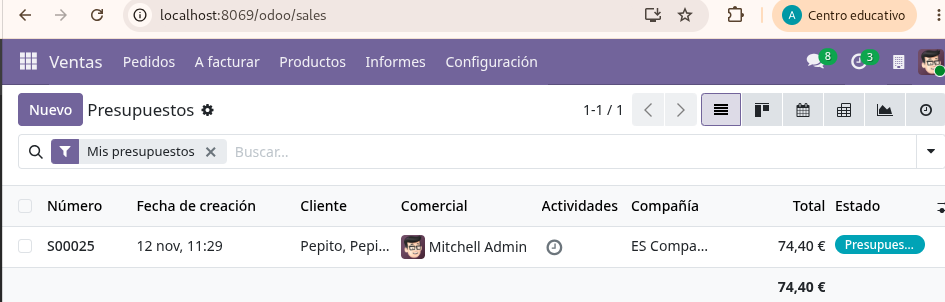 localhost:8069/odoo/sales
A Centro educativo
Ventas Pedidos A facturar Productos Informes Configuración 8 3
Nuevo Presupuestos 1-1 / 1
Mis presupuestos Buscar...
Número Fecha de creación Cliente Comercial Actividades Compañía Total Estado
S00025 12 nov, 11:29 Pepito, Pepi... Mitchell Admin ES Compa... 74,40 € Presupues...
74,40 €